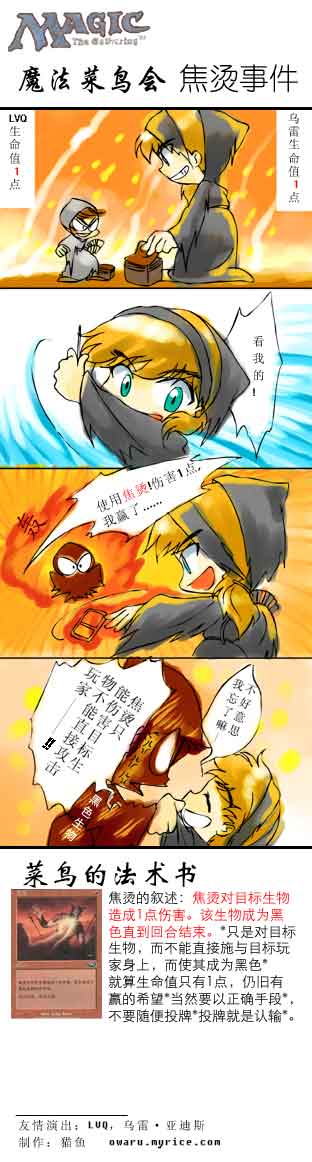 MAGIC
The Gathering
魔法菜鸟会 焦烫事件
LVQ
生命值1点
乌雷生命值1点
看我的!
使用焦烫!伤害1点,
我赢了......
杀
焦烫只
能伤害目标生
物不能直接攻击
玩家——!!
黑色生物
不好意思
我忘了嘛
菜鸟的法术书
焦烫的叙述：焦烫对目标生物
造成1点伤害。该生物成为黑
色直到回合结束。*只是对目标
生物，而不能直接施与目标玩
家身上，而使其成为黑色*
就算生命值只有1点，仍旧有
赢的希望*当然要以正确手段*，
不要随便投牌*投牌就是认输*。
友情演出：LVQ，乌雷·亚迪斯
制作：猫鱼 owaru.myrice.com